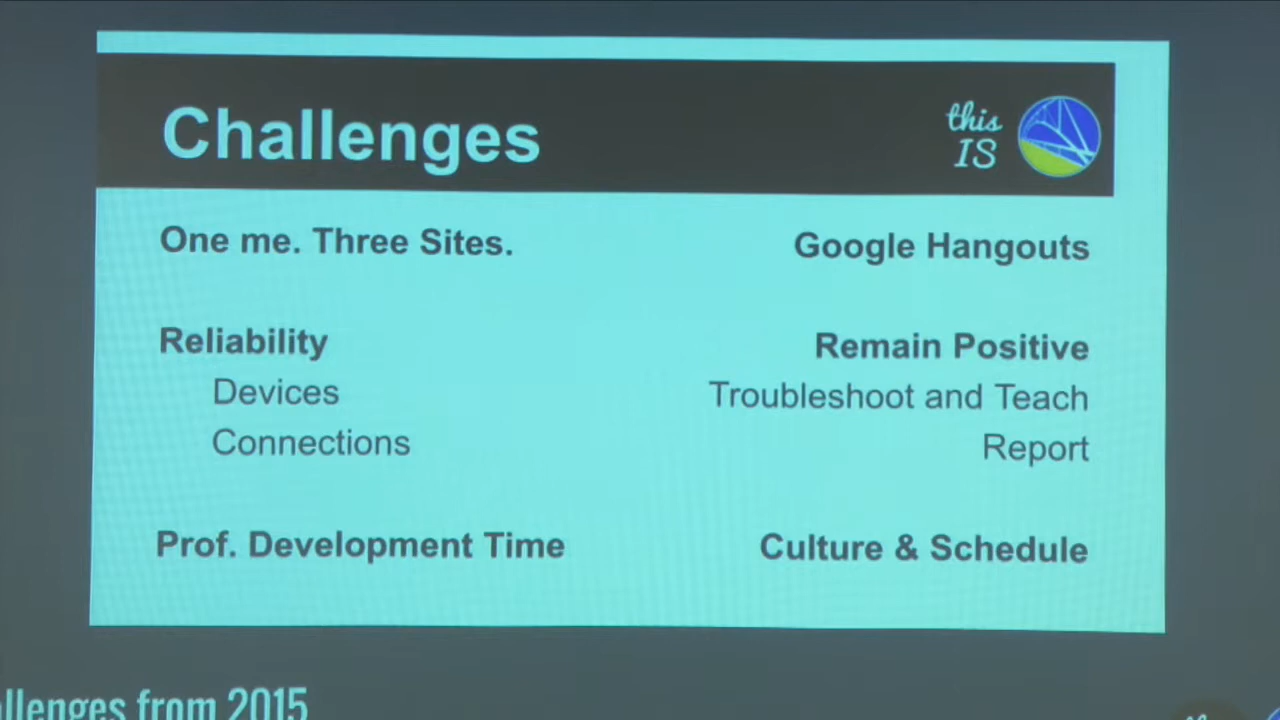 Challenges
this
IS
One me. Three Sites.
Google Hangouts
Reliability
Remain Positive
Devices
Troubleshoot and Teach
Connections
Report
Prof. Development Time
Culture & Schedule
llenges from 2015